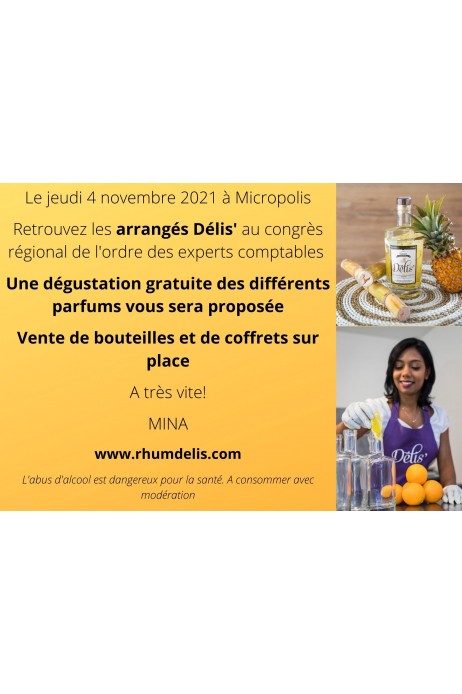 Le jeudi 4 novembre 2021 à Micropolis
Retrouvez les arrangés Délis' au congrès
régional de l'ordre des experts comptables
Une dégustation gratuite des différents
parfums vous sera proposée
Vente de bouteilles et de coffrets sur
place
A très vite!
MINA
www.rhumdelis.com
L'abus d'alcool est dangereux pour la santé. A consommer avec
modération
Délis'
Délis'